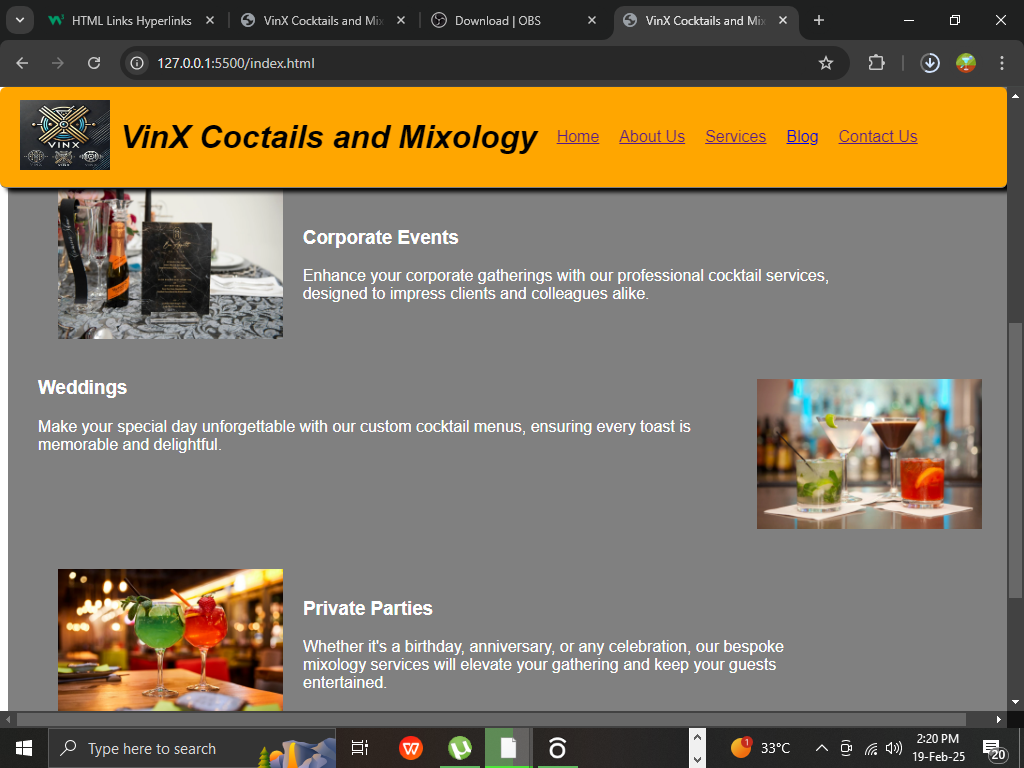 HTML Links Hyperlinks
VinX Cocktails and Mix
Download | OBS
VinX Cocktails and Mix
127.0.0.1:5500/index.html
VINX
VinX Coctails and Mixology
Home
About Us
Services
Blog
Contact Us
Corporate Events
Enhance your corporate gatherings with our professional cocktail services,
designed to impress clients and colleagues alike.
Weddings
Make your special day unforgettable with our custom cocktail menus, ensuring every toast is
memorable and delightful.
Private Parties
Whether it's a birthday, anniversary, or any celebration, our bespoke
mixology services will elevate your gathering and keep your guests
entertained.
Type here to search
1
33°C
2:20 PM
19-Feb-25
20